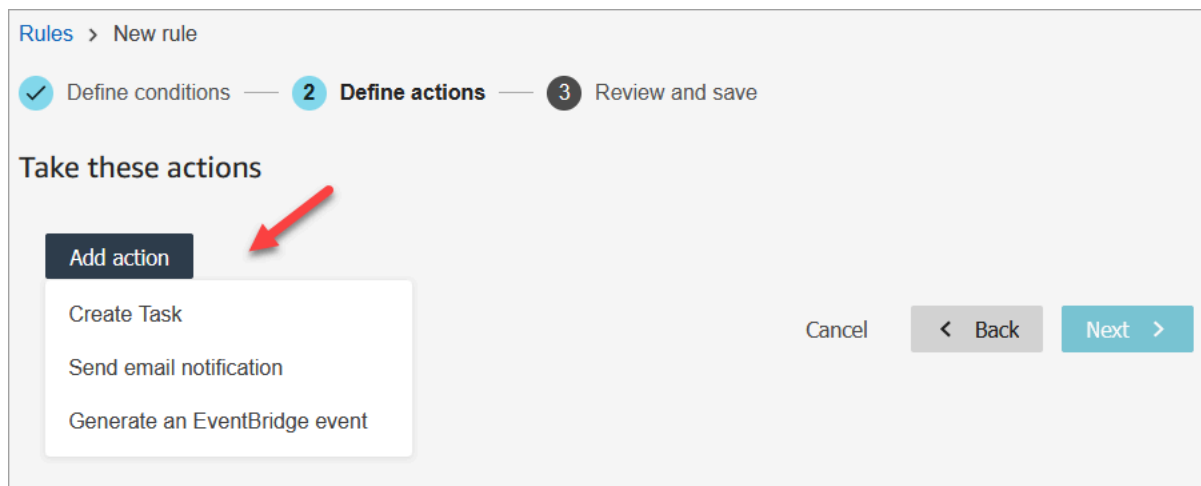 Rules > New rule
Define conditions 2 Define actions 3 Review and save
Take these actions
Add action
Create Task
Send email notification
Generate an EventBridge event
Cancel < Back Next >